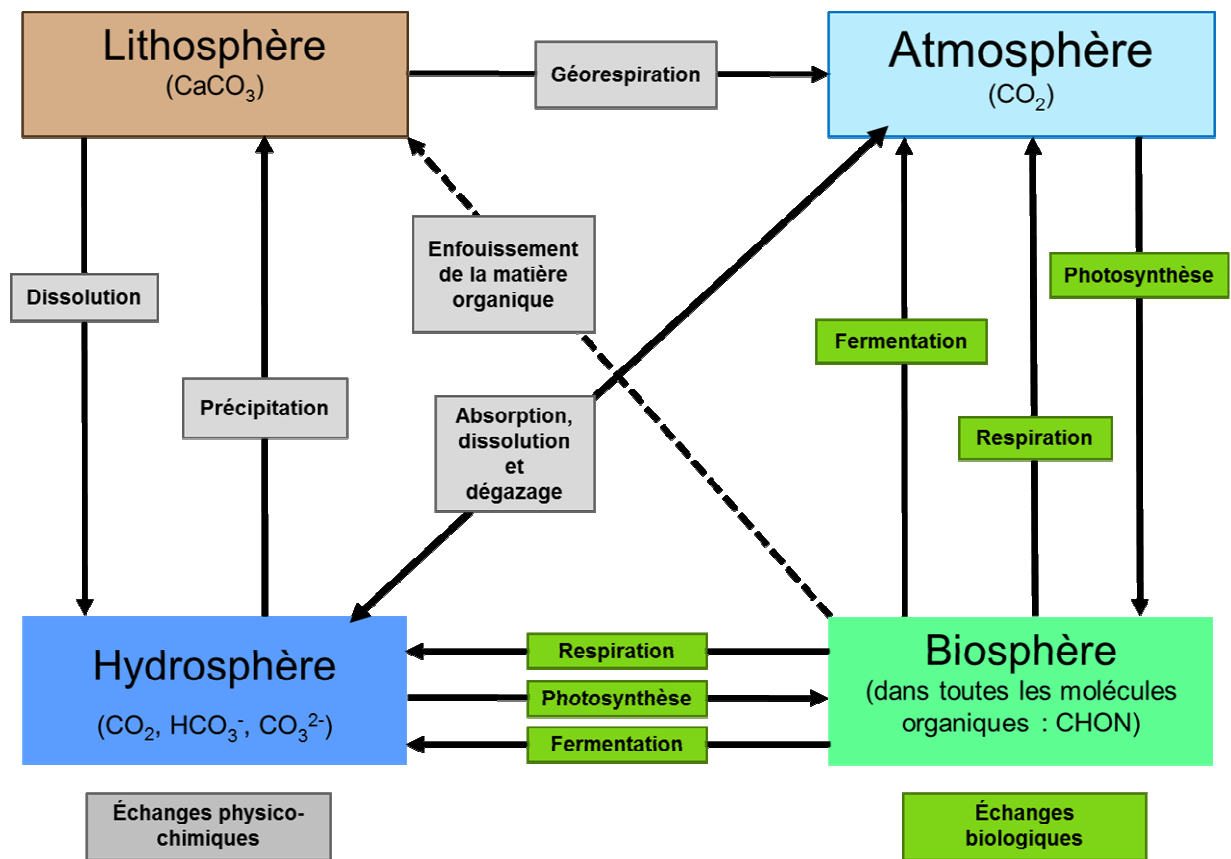 Lithosphère
(CaCO₃)
Géorespiration
Atmosphère
(CO₂)
Enfouissement
de la matière
organique
Dissolution
Photosynthèse
Fermentation
Précipitation
Absorption,
dissolution
et
dégazage
Respiration
Hydrosphère
(CO₂, HCO₃⁻, CO₃²⁻)
Respiration
Photosynthèse
Fermentation
Biosphère
(dans toutes les molécules
organiques : CHON)
Échanges physico-
chimiques
Échanges
biologiques